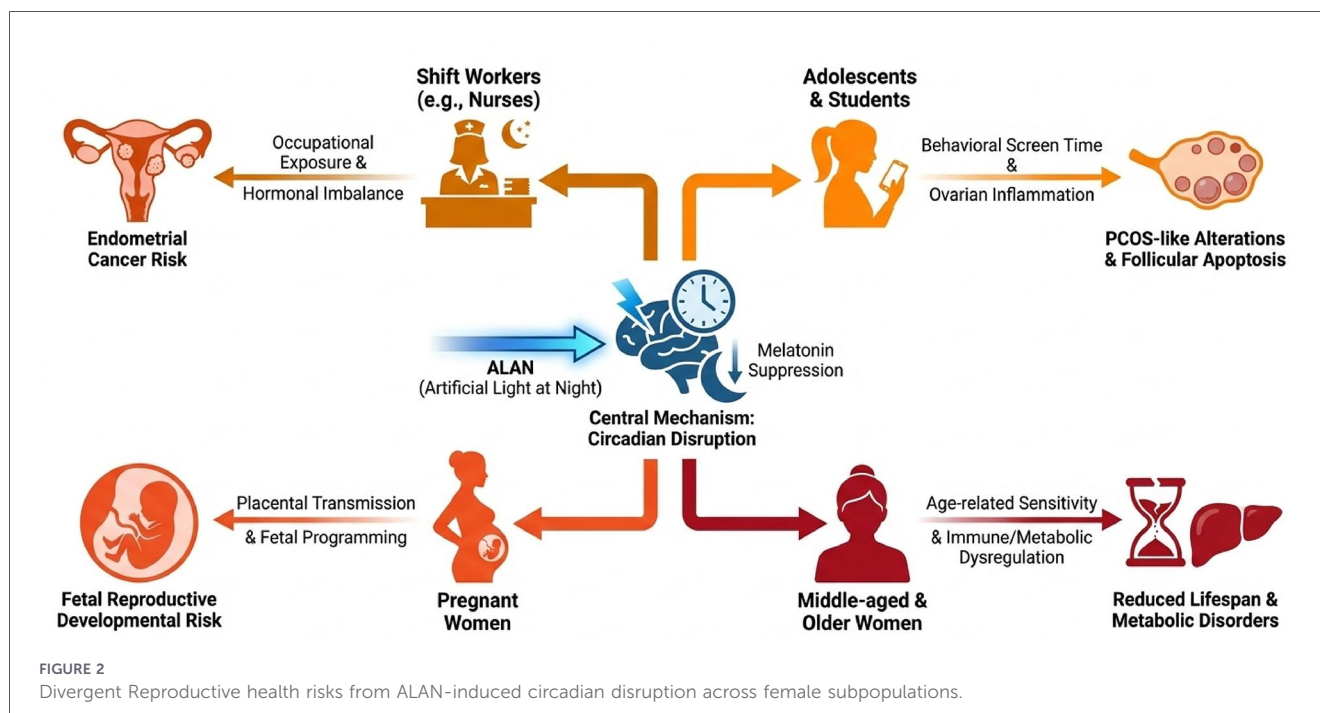 Shift Workers
(e.g., Nurses)
Adolescents
& Students
Occupational
Exposure &
Hormonal Imbalance
Behavioral Screen Time
&
Ovarian Inflammation
Endometrial
Cancer Risk
PCOS-like Alterations
& Follicular Apoptosis
ALAN
(Artificial Light at Night)
Melatonin
Suppression
Central Mechanism:
Circadian Disruption
Placental Transmission
& Fetal Programming
Age-related Sensitivity
& Immune/Metabolic
Dysregulation
Fetal Reproductive
Developmental Risk
Pregnant
Women
Middle-aged &
Older Women
Reduced Lifespan &
Metabolic Disorders
FIGURE 2
Divergent Reproductive health risks from ALAN-induced circadian disruption across female subpopulations.